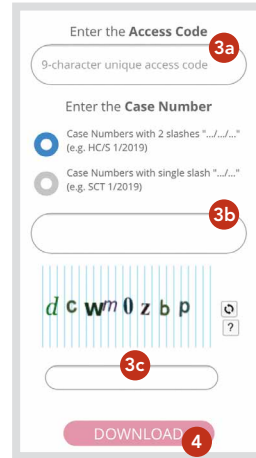 Enter the Access Code
3a
9-character unique access code
Enter the Case Number
Case Numbers with 2 slashes ".../.../..."
(e.g. HC/S 1/2019)
Case Numbers with single slash ".../..."
(e.g. SCT 1/2019)
3b
d c w m 0 z b p
?
3c
DOWNLOAD
4